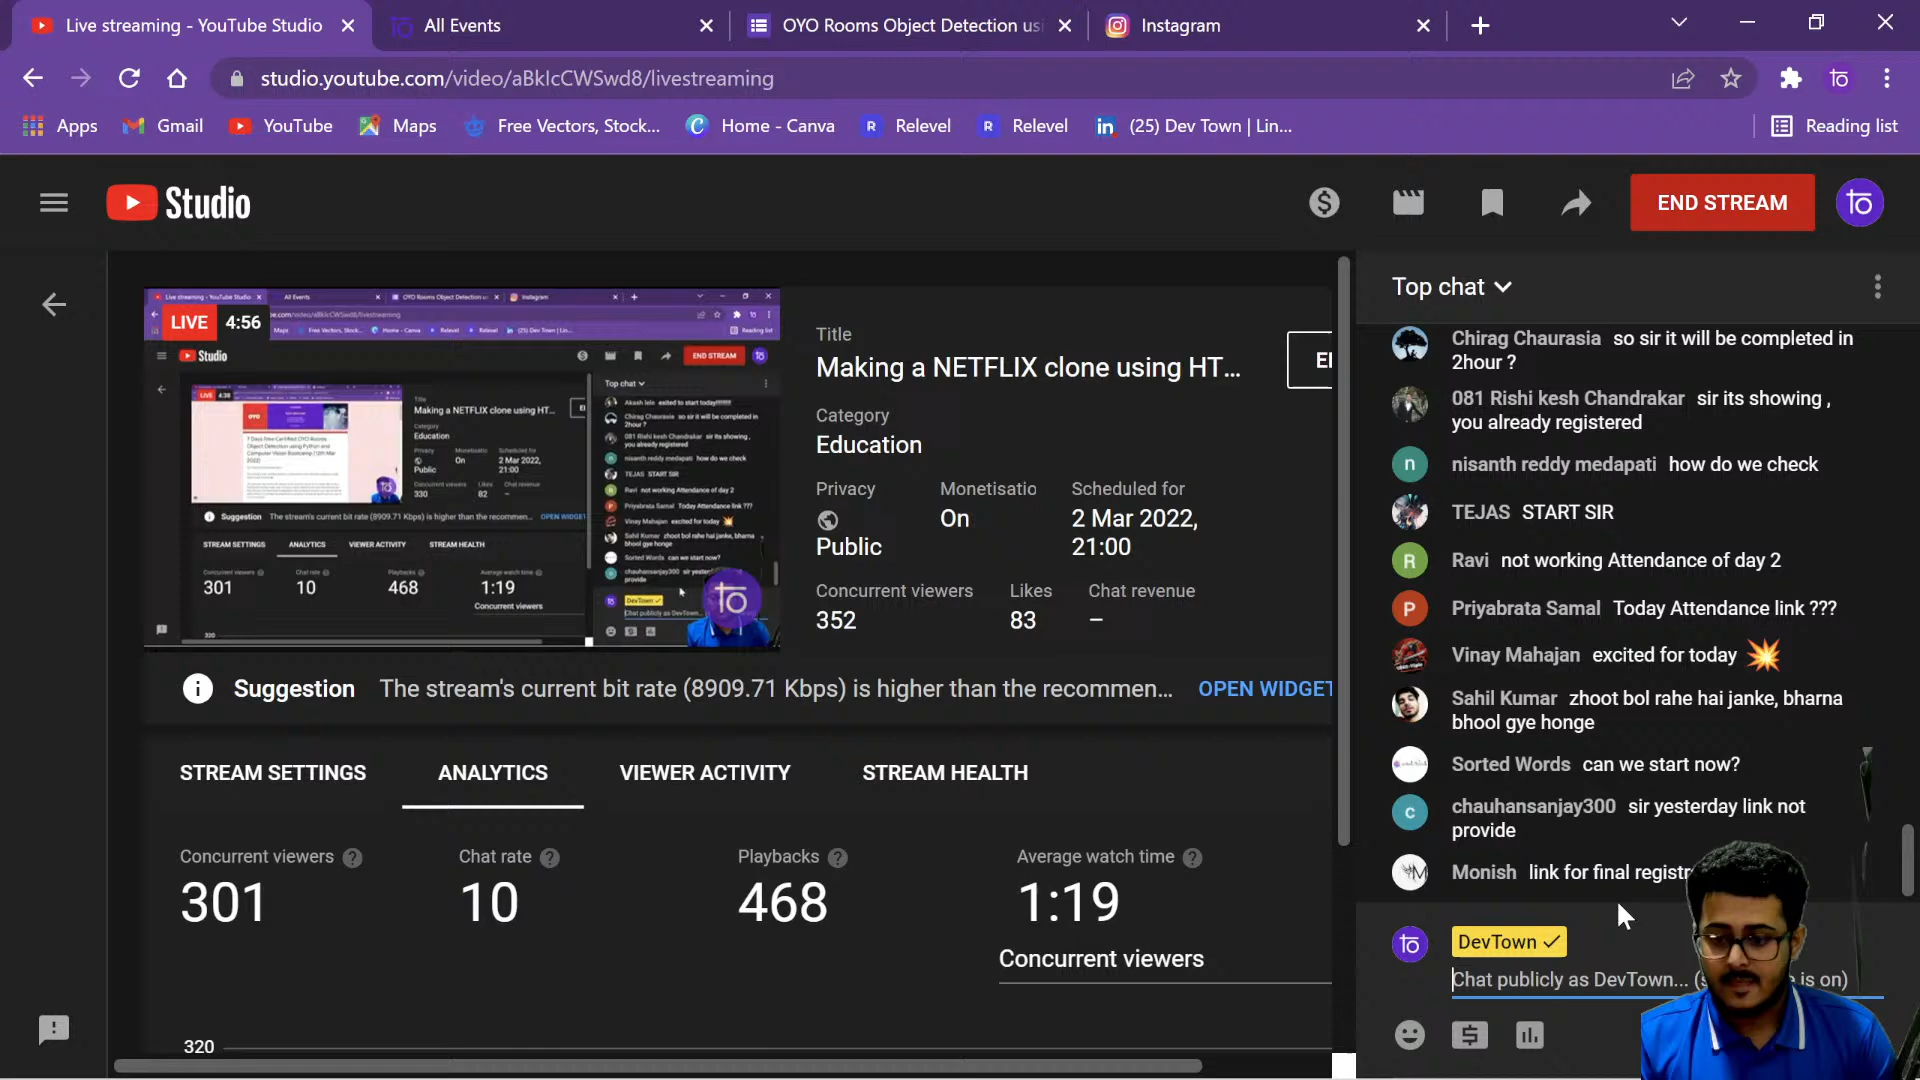 Live streaming - YouTube Studio
All Events
OYO Rooms Object Detection usi
Instagram
studio.youtube.com/video/aBkIcCWSwd8/livestreaming
Apps
Gmail
YouTube
Maps
Free Vectors, Stock...
Home - Canva
Relevel
Relevel
(25) Dev Town | Lin...
Reading list
Studio
END STREAM
LIVE 4:56
Title
Making a NETFLIX clone using HT...
Category
Education
Privacy
Public
Monetisatio
On
Scheduled for
2 Mar 2022,
21:00
Concurrent viewers
352
Likes
83
Chat revenue
–
Suggestion The stream's current bit rate (8909.71 Kbps) is higher than the recommen... OPEN WIDGET
STREAM SETTINGS
ANALYTICS
VIEWER ACTIVITY
STREAM HEALTH
Concurrent viewers
301
Chat rate
10
Playbacks
468
Average watch time
1:19
Concurrent viewers
320
Top chat
Chirag Chaurasia so sir it will be completed in
2hour ?
081 Rishi kesh Chandrakar sir its showing ,
you already registered
nisanth reddy medapati how do we check
TEJAS START SIR
Ravi not working Attendance of day 2
Priyabrata Samal Today Attendance link ???
Vinay Mahajan excited for today
Sahil Kumar zhoot bol rahe hai janke, bharna
bhool gye honge
Sorted Words can we start now?
chauhansanjay300 sir yesterday link not
provide
Monish link for final registr
DevTown
Chat publicly as DevTown... (s is on)